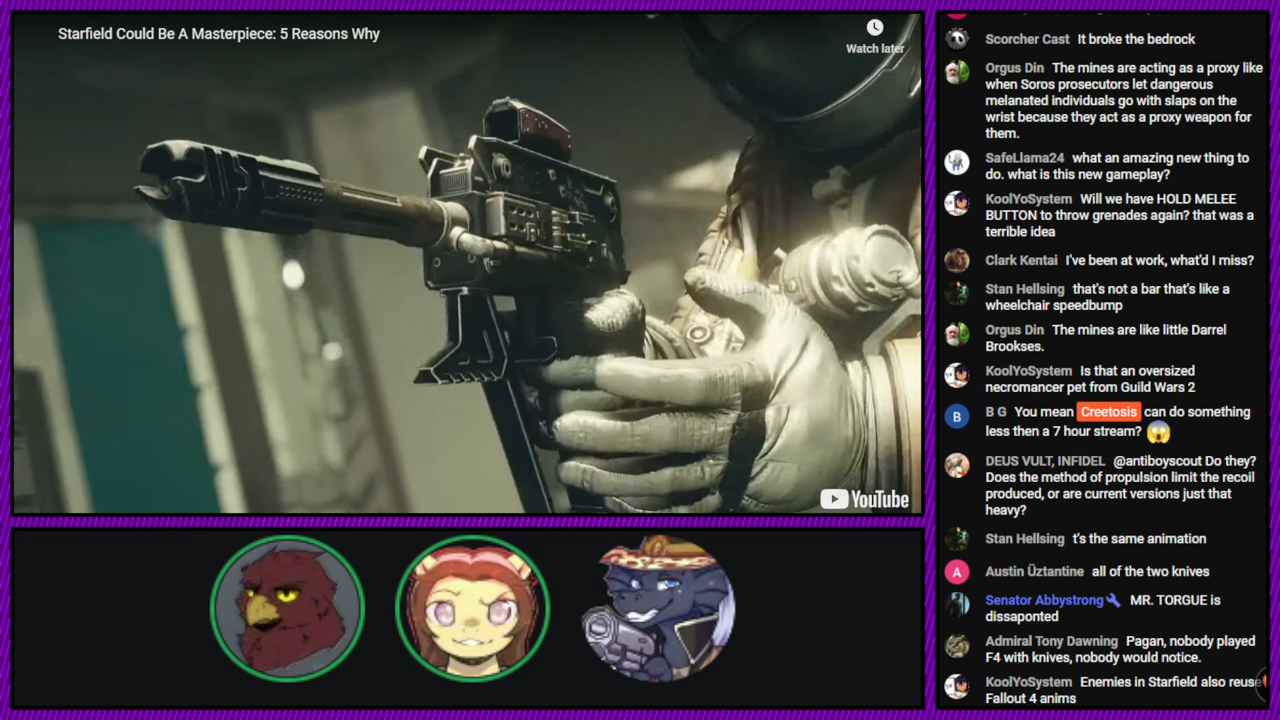 Starfield Could Be A Masterpiece: 5 Reasons Why
Watch later
YouTube
Scorcher Cast It broke the bedrock
Orgus Din The mines are acting as a proxy like
when Soros prosecutors let dangerous
melanated individuals go with slaps on the
wrist because they act as a proxy weapon for
them.
SafeLlama24 what an amazing new thing to
do. what is this new gameplay?
KoolYoSystem Will we have HOLD MELEE
BUTTON to throw grenades again? that was a
terrible idea
Clark Kentai I've been at work, what'd I miss?
Stan Hellsing that's not a bar that's like a
wheelchair speedbump
Orgus Din The mines are like little Darrel
Brookses.
KoolYoSystem Is that an oversized
necromancer pet from Guild Wars 2
B
B G You mean Creetosis can do something
less then a 7 hour stream?
DEUS VULT, INFIDEL @antiboyscout Do they?
Does the method of propulsion limit the recoil
produced, or are current versions just that
heavy?
Stan Hellsing t's the same animation
A
Austin Üztantine all of the two knives
Senator Abbystrong MR. TORGUE is
dissaponted
Admiral Tony Dawning Pagan, nobody played
F4 with knives, nobody would notice.
KoolYoSystem Enemies in Starfield also reuse
Fallout 4 anims